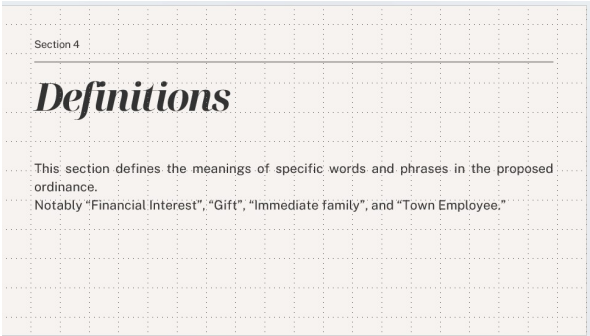 Section 4
Definitions
This section defines the meanings of specific words and phrases in the proposed
ordinance.
Notably “Financial Interest”, “Gift”, “Immediate family”, and “Town Employee.”